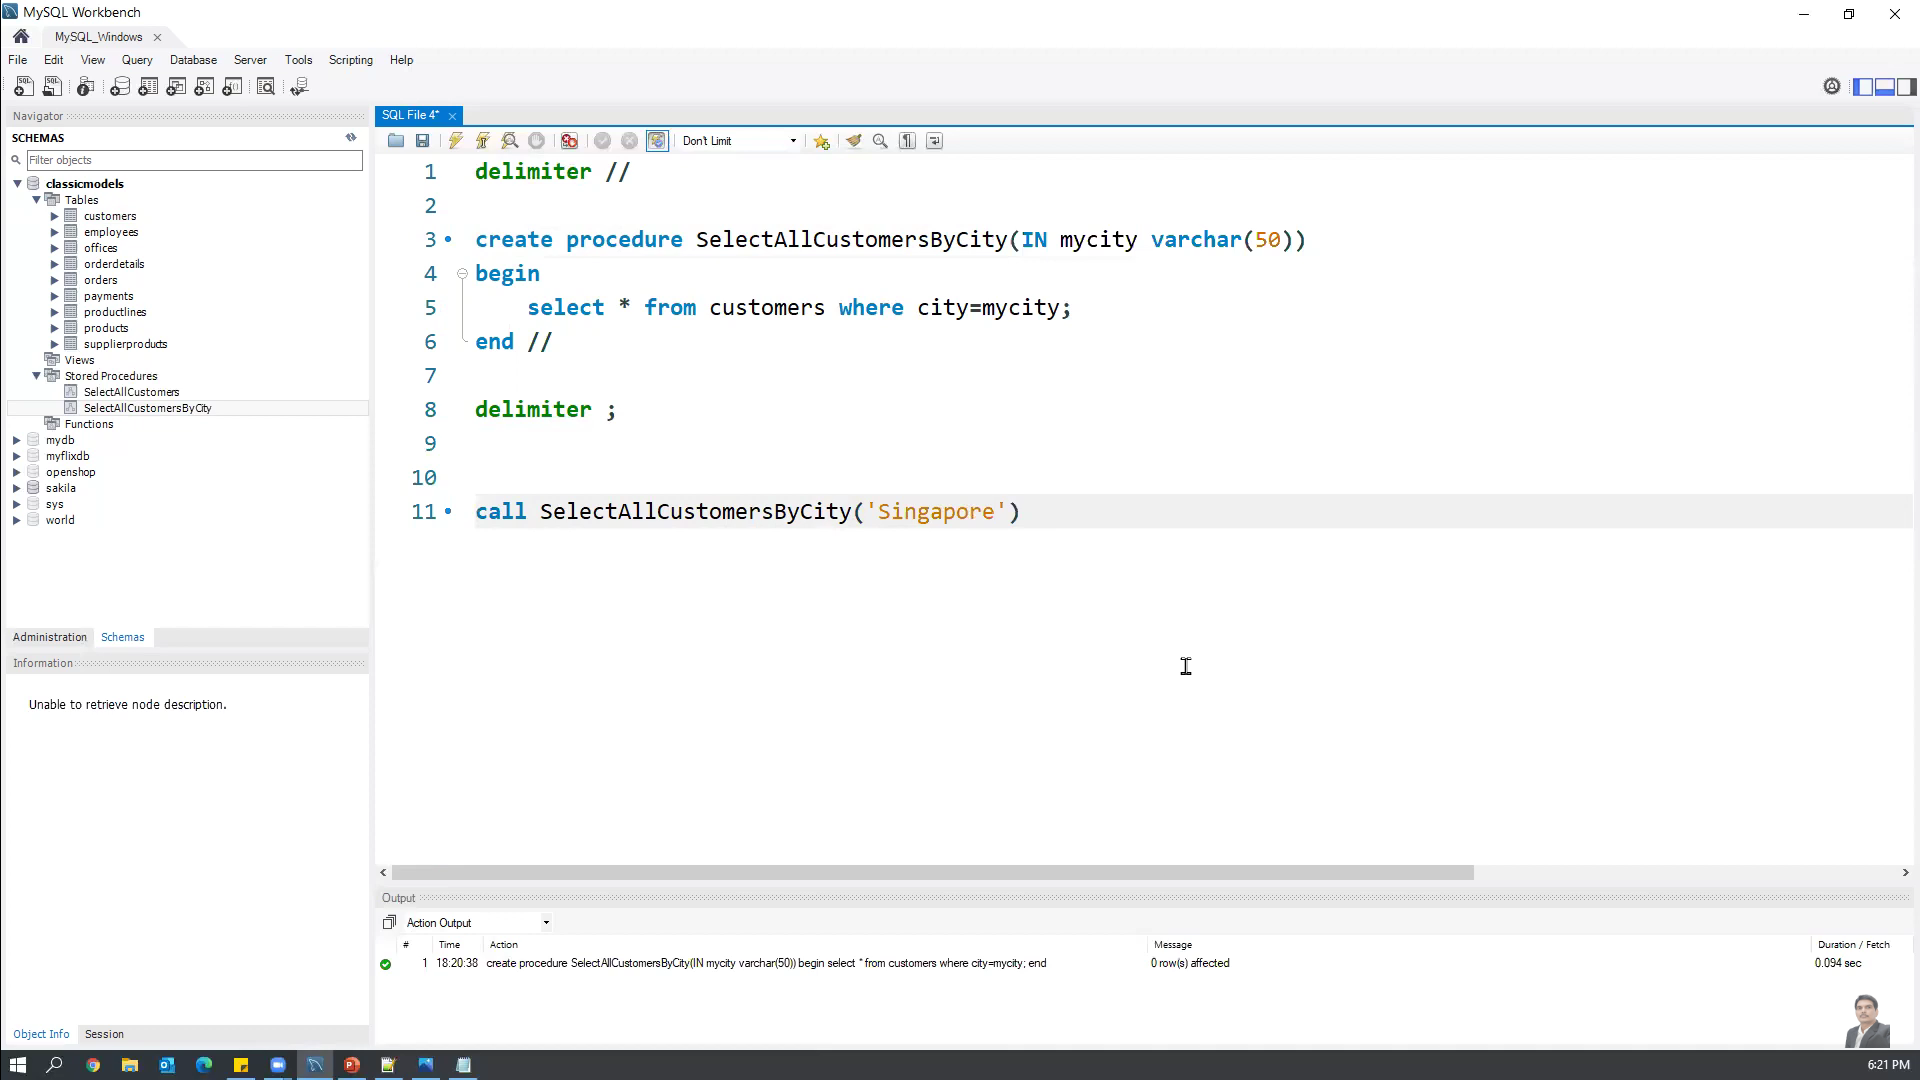 MySQL Workbench
MySQL_Windows
File Edit View Query Database Server Tools Scripting Help
Navigator
SCHEMAS
Filter objects
classicmodels
Tables
customers
employees
offices
orderdetails
orders
payments
productlines
products
supplierproducts
Views
Stored Procedures
SelectAllCustomers
SelectAllCustomersByCity
Functions
mydb
myflixdb
openshop
sakila
sys
world
Administration Schemas
Information
Unable to retrieve node description.
Object Info Session
SQL File 4*
Don't Limit
1 delimiter //
2
3 create procedure SelectAllCustomersByCity(IN mycity varchar(50))
4 begin
5 select * from customers where city=mycity;
6 end //
7
8 delimiter ;
9
10
11 call SelectAllCustomersByCity('Singapore')
Output
Action Output
# Time Action Message Duration / Fetch
1 18:20:38 create procedure SelectAllCustomersByCity(IN mycity varchar(50)) begin select * from customers where city=mycity; end 0 row(s) affected 0.094 sec
6:21 PM